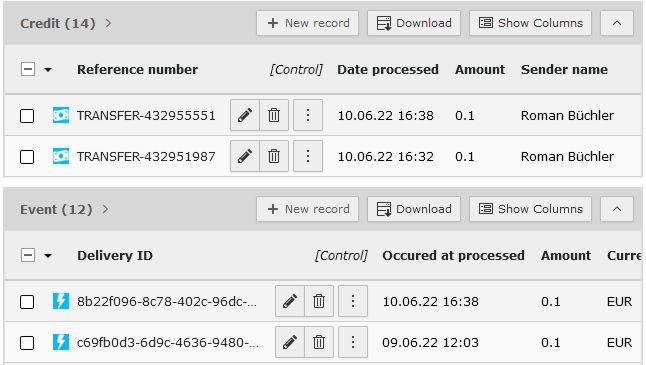 Credit (14) > + New record Download Show Columns
Reference number [Control] Date processed Amount Sender name
TRANSFER-432955551 10.06.22 16:38 0.1 Roman Büchler
TRANSFER-432951987 10.06.22 16:32 0.1 Roman Büchler
Event (12) > + New record Download Show Columns
Delivery ID [Control] Occured at processed Amount Curre
8b22f096-8c78-402c-96dc-... 10.06.22 16:38 0.1 EUR
c69fb0d3-6d9c-4636-9480-... 09.06.22 12:03 0.1 EUR